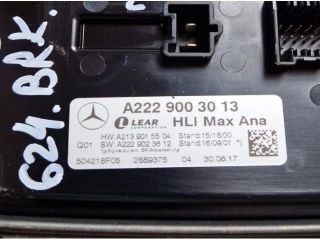 624.BRK.
A222 900 30 13
LEAR CORPORATION HLI Max Ana
HW: A213 901 55 04 Stand:15/18/00
Q01 SW: A222 902 36 12 Stand:16/09/01 *)
504218F05 2689375 04 30.06.17